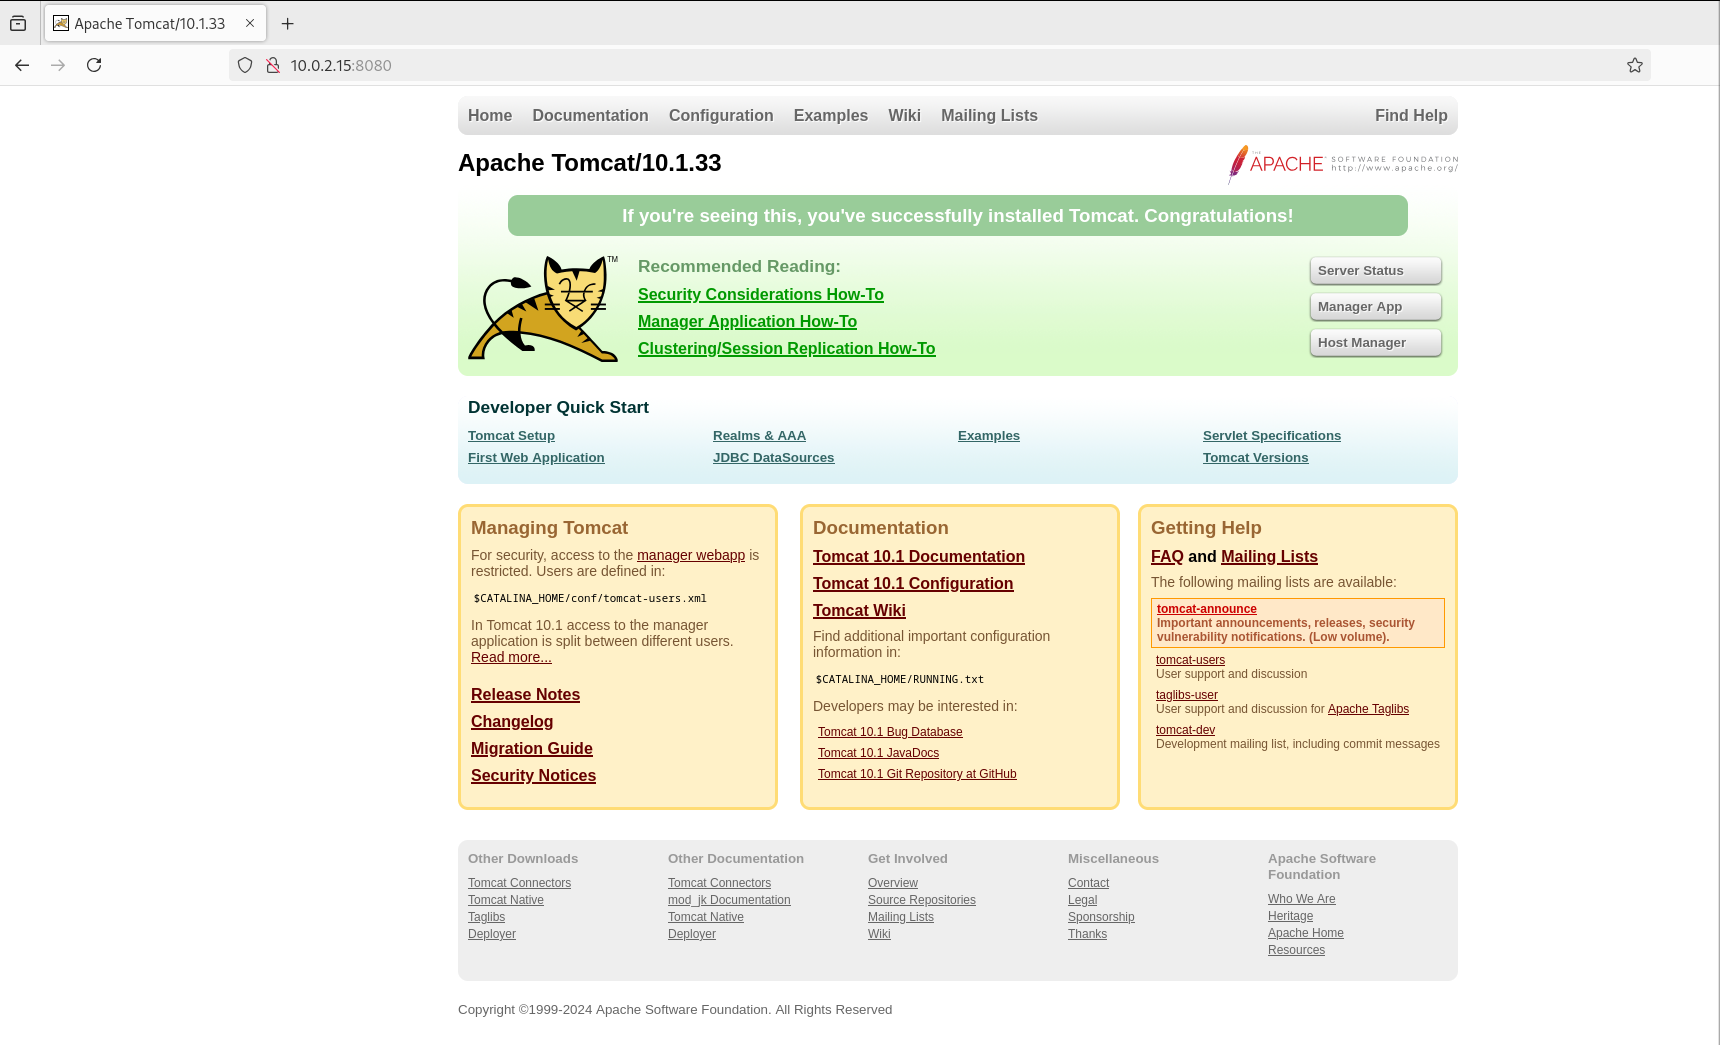 Apache Tomcat/10.1.33
10.0.2.15:8080
Home Documentation Configuration Examples Wiki Mailing Lists Find Help
Apache Tomcat/10.1.33
THE APACHE SOFTWARE FOUNDATION
http://www.apache.org/
If you're seeing this, you've successfully installed Tomcat. Congratulations!
TM
Recommended Reading:
Security Considerations How-To
Manager Application How-To
Clustering/Session Replication How-To
Server Status
Manager App
Host Manager
Developer Quick Start
Tomcat Setup
First Web Application
Realms & AAA
JDBC DataSources
Examples
Servlet Specifications
Tomcat Versions
Managing Tomcat
For security, access to the manager webapp is
restricted. Users are defined in:
$CATALINA_HOME/conf/tomcat-users.xml
In Tomcat 10.1 access to the manager
application is split between different users.
Read more...
Release Notes
Changelog
Migration Guide
Security Notices
Documentation
Tomcat 10.1 Documentation
Tomcat 10.1 Configuration
Tomcat Wiki
Find additional important configuration
information in:
$CATALINA_HOME/RUNNING.txt
Developers may be interested in:
Tomcat 10.1 Bug Database
Tomcat 10.1 JavaDocs
Tomcat 10.1 Git Repository at GitHub
Getting Help
FAQ and Mailing Lists
The following mailing lists are available:
tomcat-announce
Important announcements, releases, security
vulnerability notifications. (Low volume).
tomcat-users
User support and discussion
taglibs-user
User support and discussion for Apache Taglibs
tomcat-dev
Development mailing list, including commit messages
Other Downloads
Tomcat Connectors
Tomcat Native
Taglibs
Deployer
Other Documentation
Tomcat Connectors
mod_jk Documentation
Tomcat Native
Deployer
Get Involved
Overview
Source Repositories
Mailing Lists
Wiki
Miscellaneous
Contact
Legal
Sponsorship
Thanks
Apache Software
Foundation
Who We Are
Heritage
Apache Home
Resources
Copyright ©1999-2024 Apache Software Foundation. All Rights Reserved